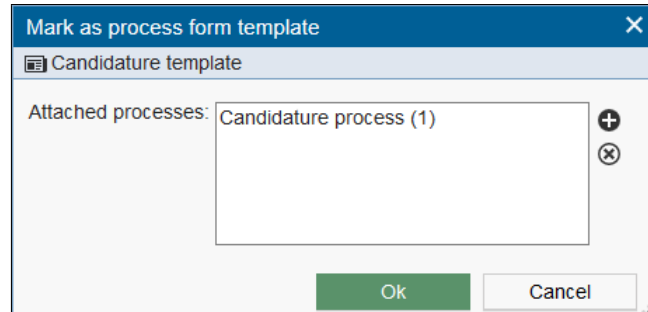 Mark as process form template
Candidature template
Attached processes:
Candidature process (1)
Ok
Cancel